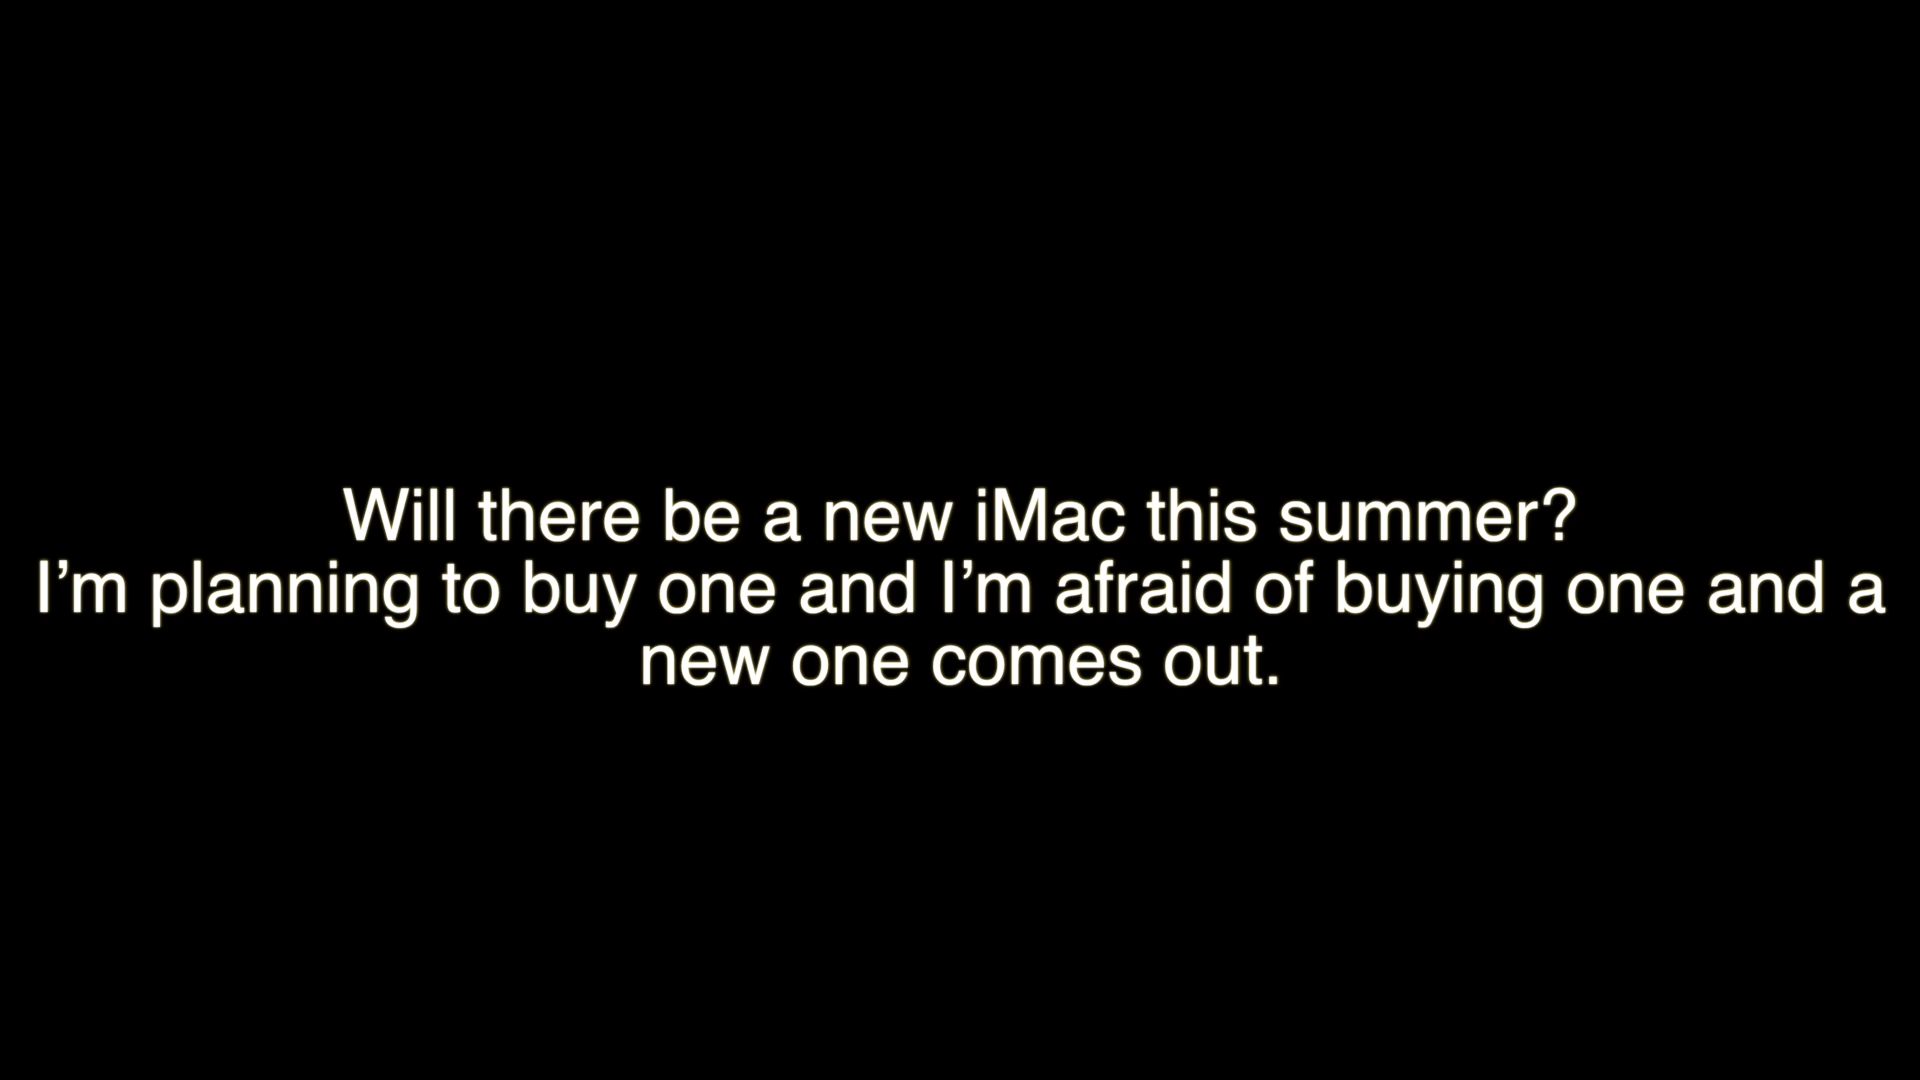 Will there be a new iMac this summer?
I’m planning to buy one and I’m afraid of buying one and a
new one comes out.